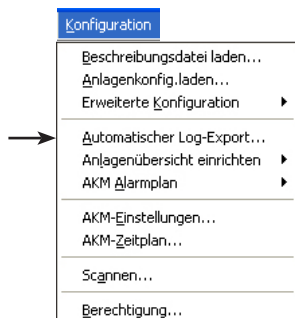 Konfiguration
Beschreibungsdatei laden...
Anlagenkonfig.laden...
Erweiterte Konfiguration
Automatischer Log-Export...
Anlagenübersicht einrichten
AKM Alarmplan
AKM-Einstellungen...
AKM-Zeitplan...
Scannen...
Berechtigung...